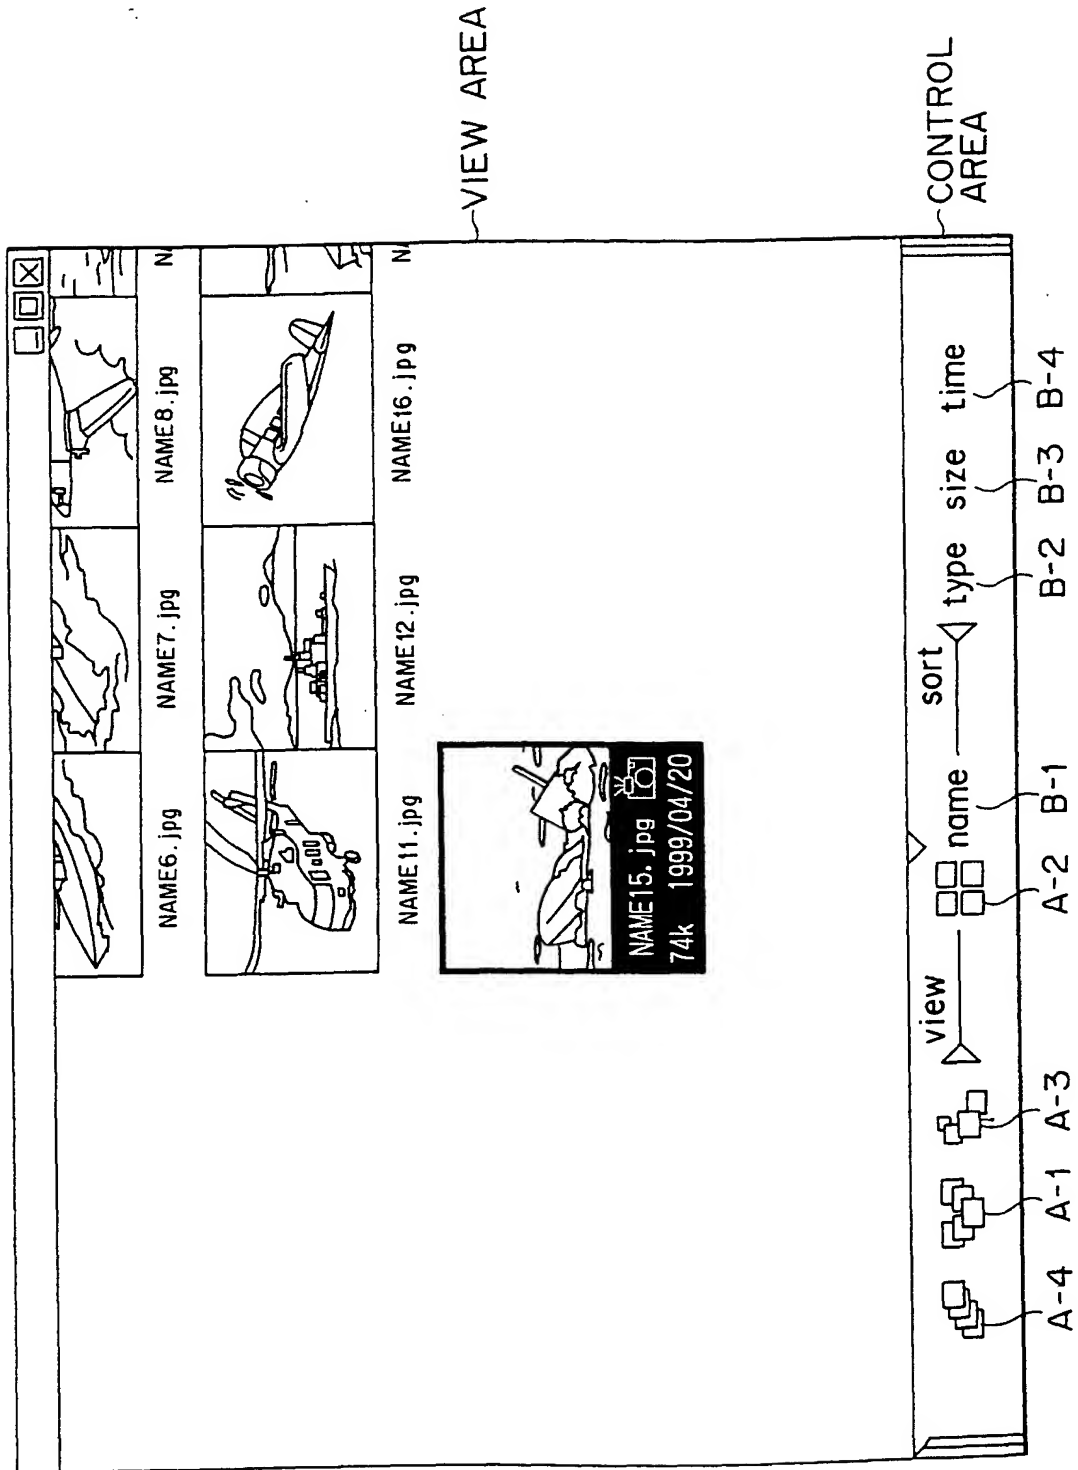 NAME6.jpg NAME7.jpg NAME8.jpg N
NAME11.jpg NAME12.jpg NAME16.jpg N
NAME15.jpg
74k 1999/04/20
VIEW AREA
view sort
name type size time
CONTROL
AREA
A-4 A-1 A-3 A-2 B-1 B-2 B-3 B-4